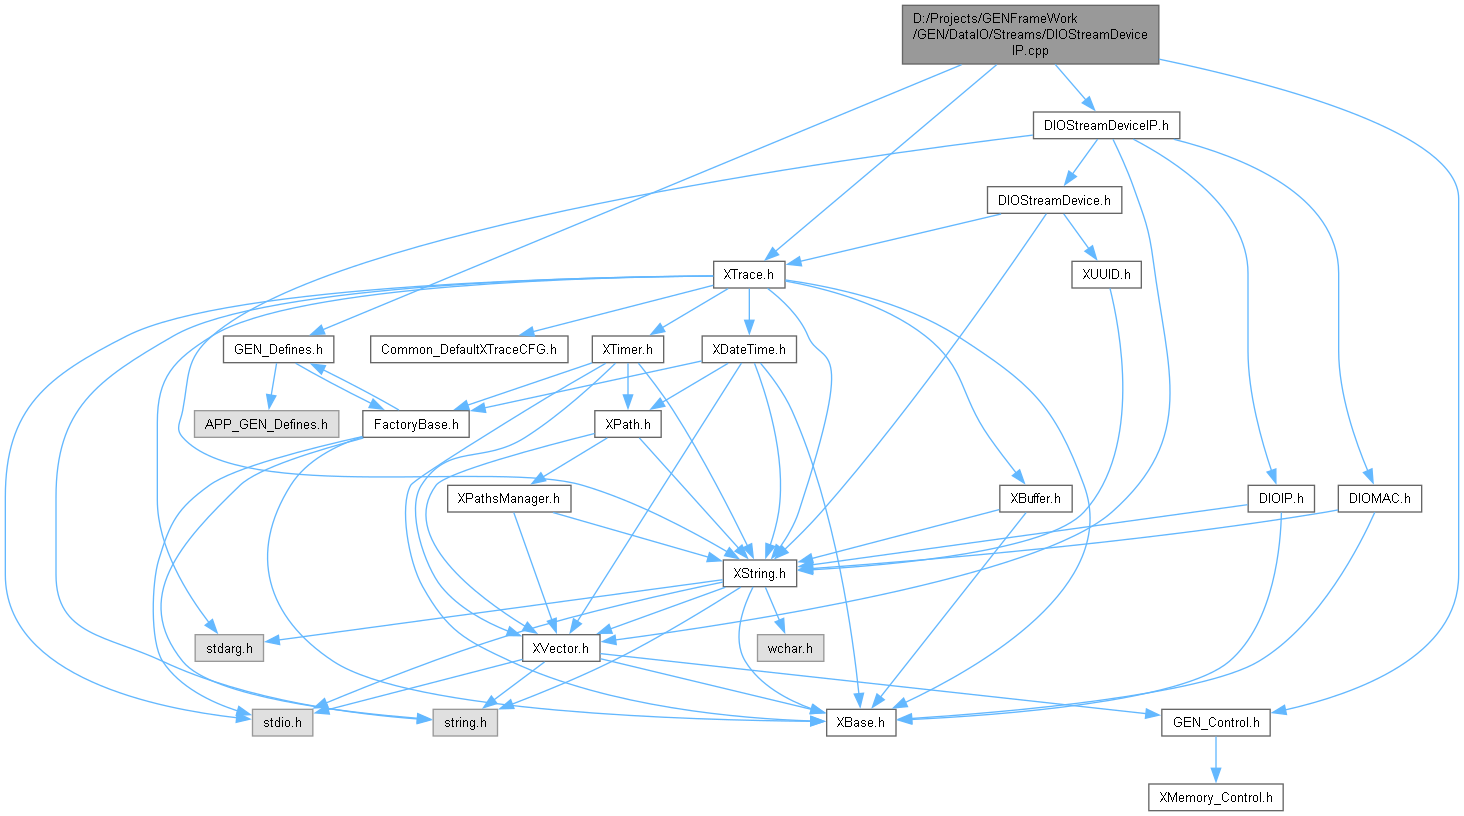 D:/Projects/GENFrameWork
/GEN/DataIO/Streams/DIOStreamDevice
IP.cpp
DIOStreamDeviceIP.h
DIOStreamDevice.h
XTrace.h
XUUID.h
GEN_Defines.h
Common_DefaultXTraceCFG.h
XTimer.h
XDateTime.h
APP_GEN_Defines.h
FactoryBase.h
XPath.h
XPathsManager.h
XBuffer.h
DIOIP.h
DIOMAC.h
XString.h
stdarg.h
XVector.h
wchar.h
stdio.h
string.h
XBase.h
GEN_Control.h
XMemory_Control.h